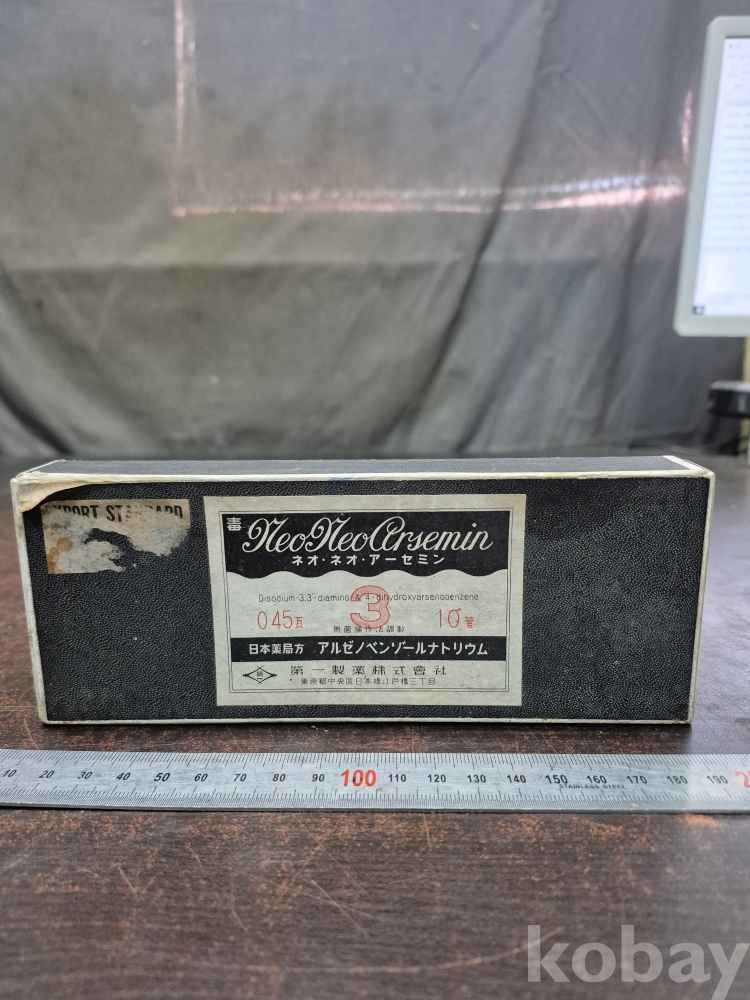 EXPORT STANDARD
毒
NeoNeoArsemin
ネオ・ネオ・アーセミン
Disodium-3,3'-diamino-4,4'-dihydroxyarsenobenzene
0.45瓦 3 10管
無菌操作法調製
日本薬局方 アルゼノベンゾールナトリウム
第一製薬株式會社
東京都中央区日本橋江戸橋三丁目
10 20 30 40 50 60 70 80 90 100 110 120 130 140 150 160 170 180 190
STAINLESS STEEL
kobay